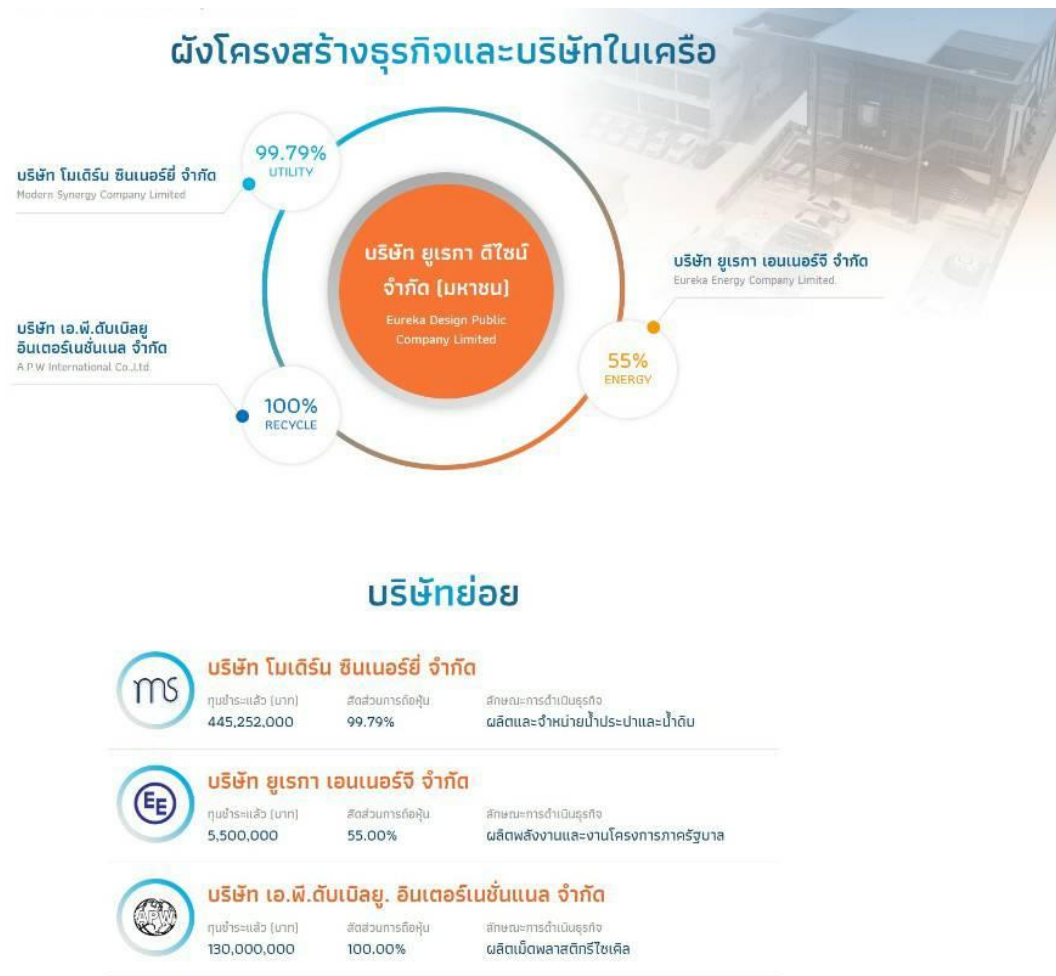 ผังโครงสร้างธุรกิจและบริษัทในเครือ
99.79%
UTILITY
บริษัท โมเดิร์น ซินเนอร์ยี่ จำกัด
Modern Synergy Company Limited
บริษัท ยูเรกา ดีไซน์
จำกัด (มหาชน)
Eureka Design Public
Company Limited
บริษัท ยูเรกา เอนเนอร์จี จำกัด
Eureka Energy Company Limited.
55%
ENERGY
บริษัท เอ.พี.ดับเบิลยู
อินเตอร์เนชั่นเนล จำกัด
A.P.W International Co.,Ltd.
100%
RECYCLE
บริษัทย่อย
ms
บริษัท โมเดิร์น ซินเนอร์ยี่ จำกัด
ทุนชำระแล้ว (บาท) สัดส่วนการถือหุ้น ลักษณะการดำเนินธุรกิจ
445,252,000 99.79% ผลิตและจำหน่ายน้ำประปาและน้ำดิบ
EE
บริษัท ยูเรกา เอนเนอร์จี จำกัด
ทุนชำระแล้ว (บาท) สัดส่วนการถือหุ้น ลักษณะการดำเนินธุรกิจ
5,500,000 55.00% ผลิตพลังงานและงานโครงการภาครัฐบาล
APW
บริษัท เอ.พี.ดับเบิลยู. อินเตอร์เนชั่นแนล จำกัด
ทุนชำระแล้ว (บาท) สัดส่วนการถือหุ้น ลักษณะการดำเนินธุรกิจ
130,000,000 100.00% ผลิตเม็ดพลาสติกรีไซเคิล